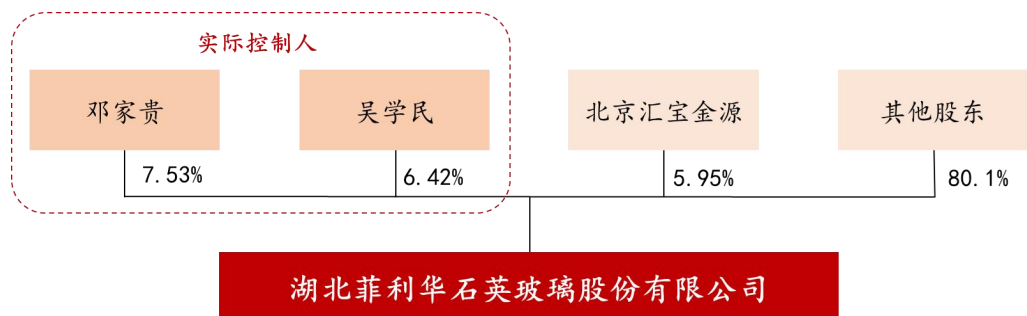 实际控制人
邓家贵
吴学民
北京汇宝金源
其他股东
7.53%
6.42%
5.95%
80.1%
湖北菲利华石英玻璃股份有限公司